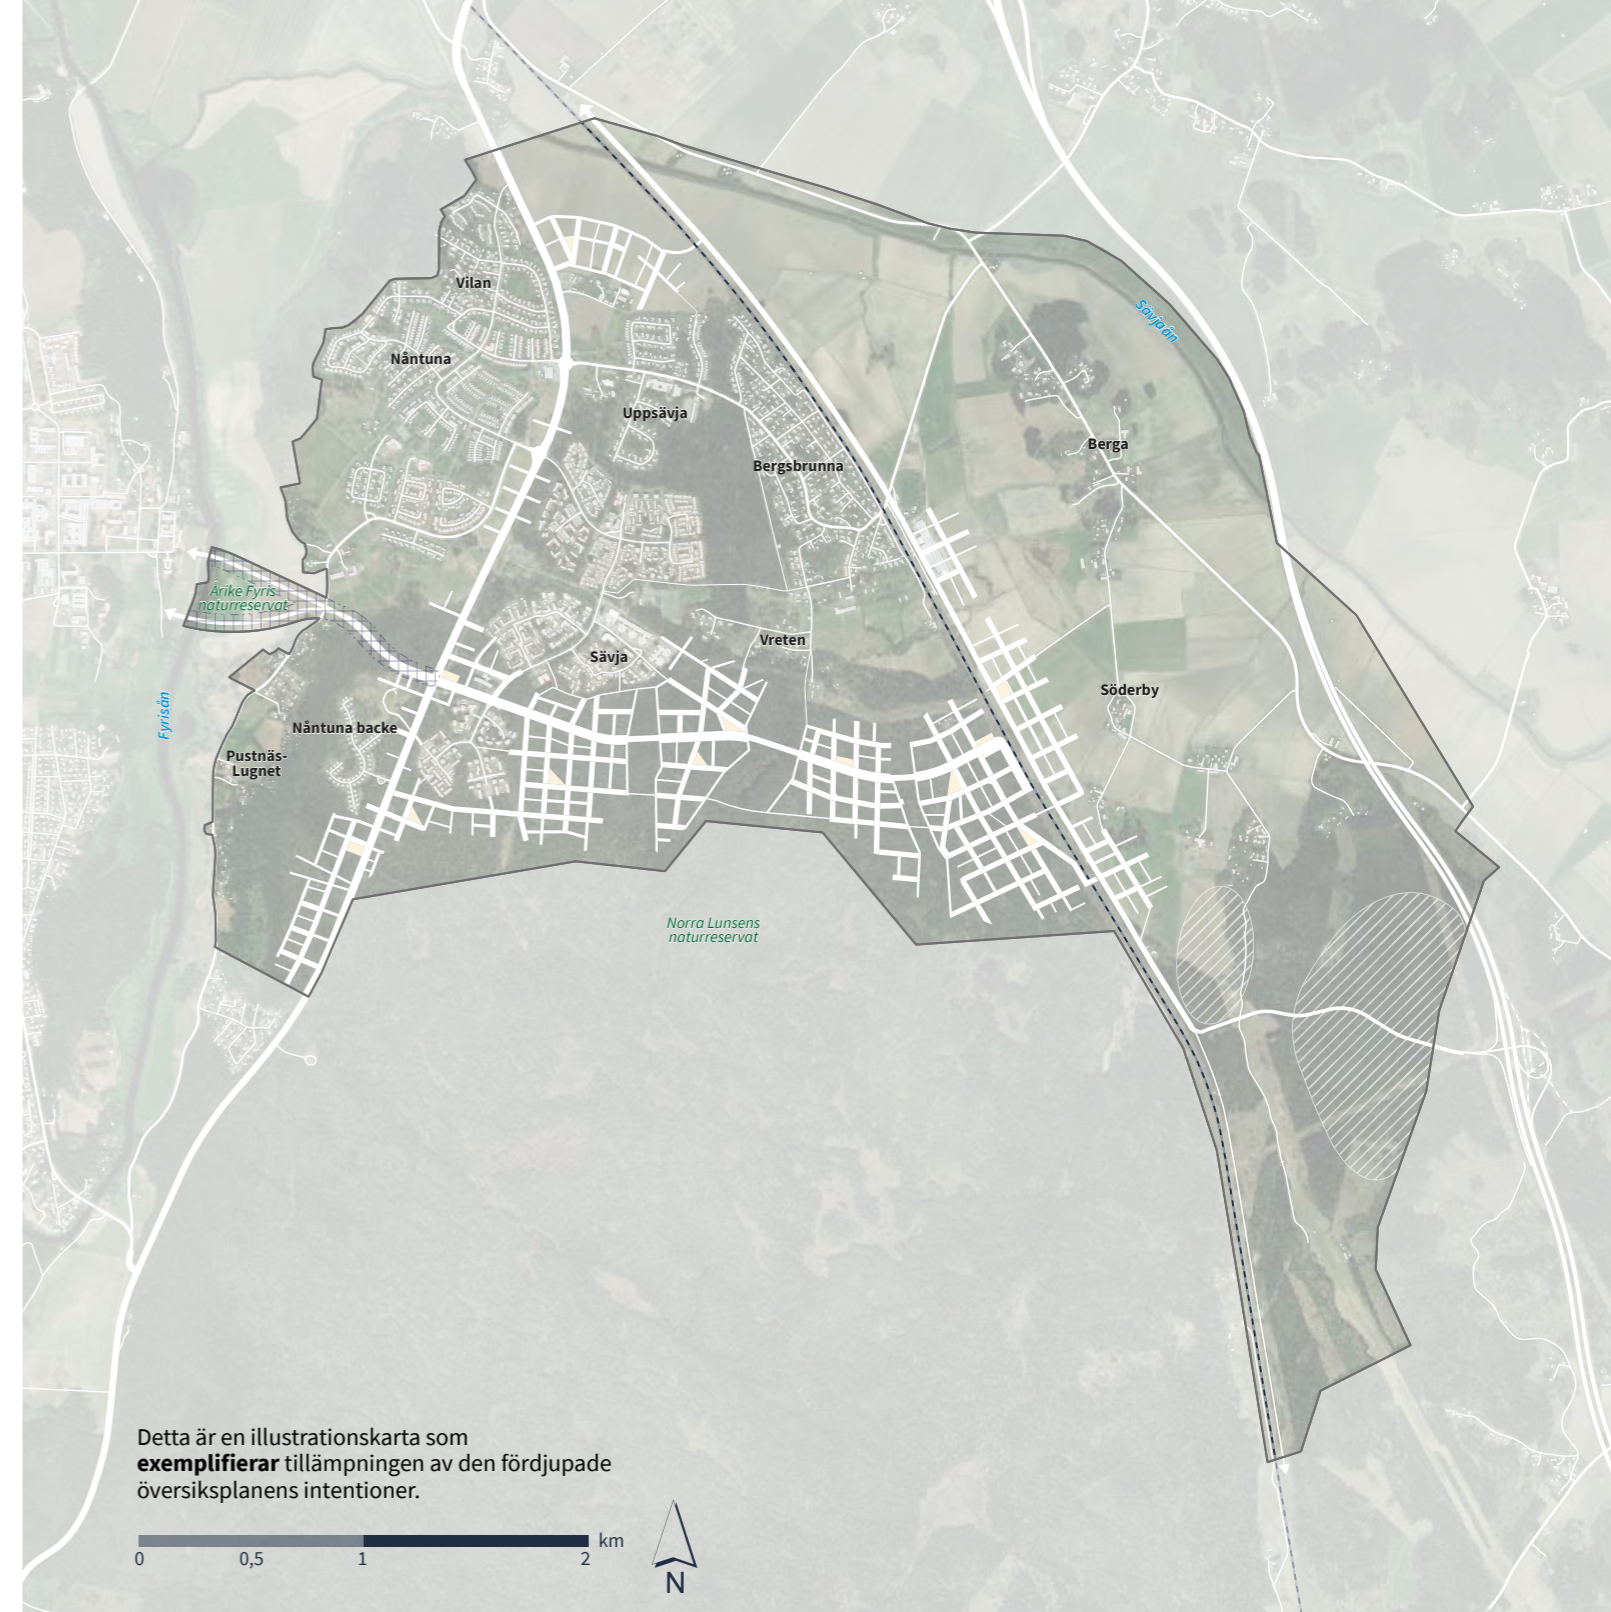 Vilan
Sävjaån
Nåntuna
Uppsävja
Berga
Bergsbrunna
Årike Fyris
naturreservat
Vreten
Sävja
Söderby
Fyrisån
Nåntuna backe
Pustnäs-
Lugnet
Norra Lunsens
naturreservat
Detta är en illustrationskarta som
exemplifierar tillämpningen av den fördjupade
översiksplanens intentioner.
km
0 0,5 1 2
N